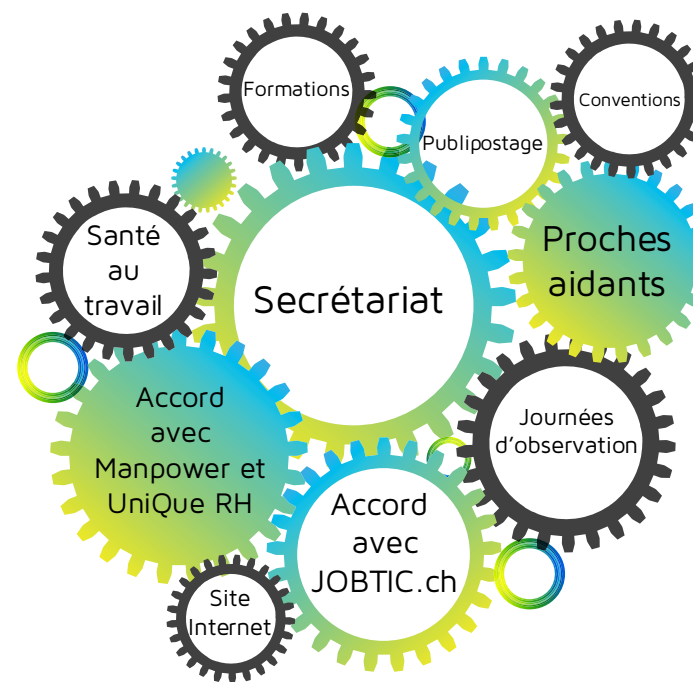 Formations
Publipostage
Conventions
Santé
au
travail
Secrétariat
Proches
aidants
Accord
avec
Manpower et
UniQue RH
Journées
d’observation
Accord
avec
JOBTIC.ch
Site
Internet